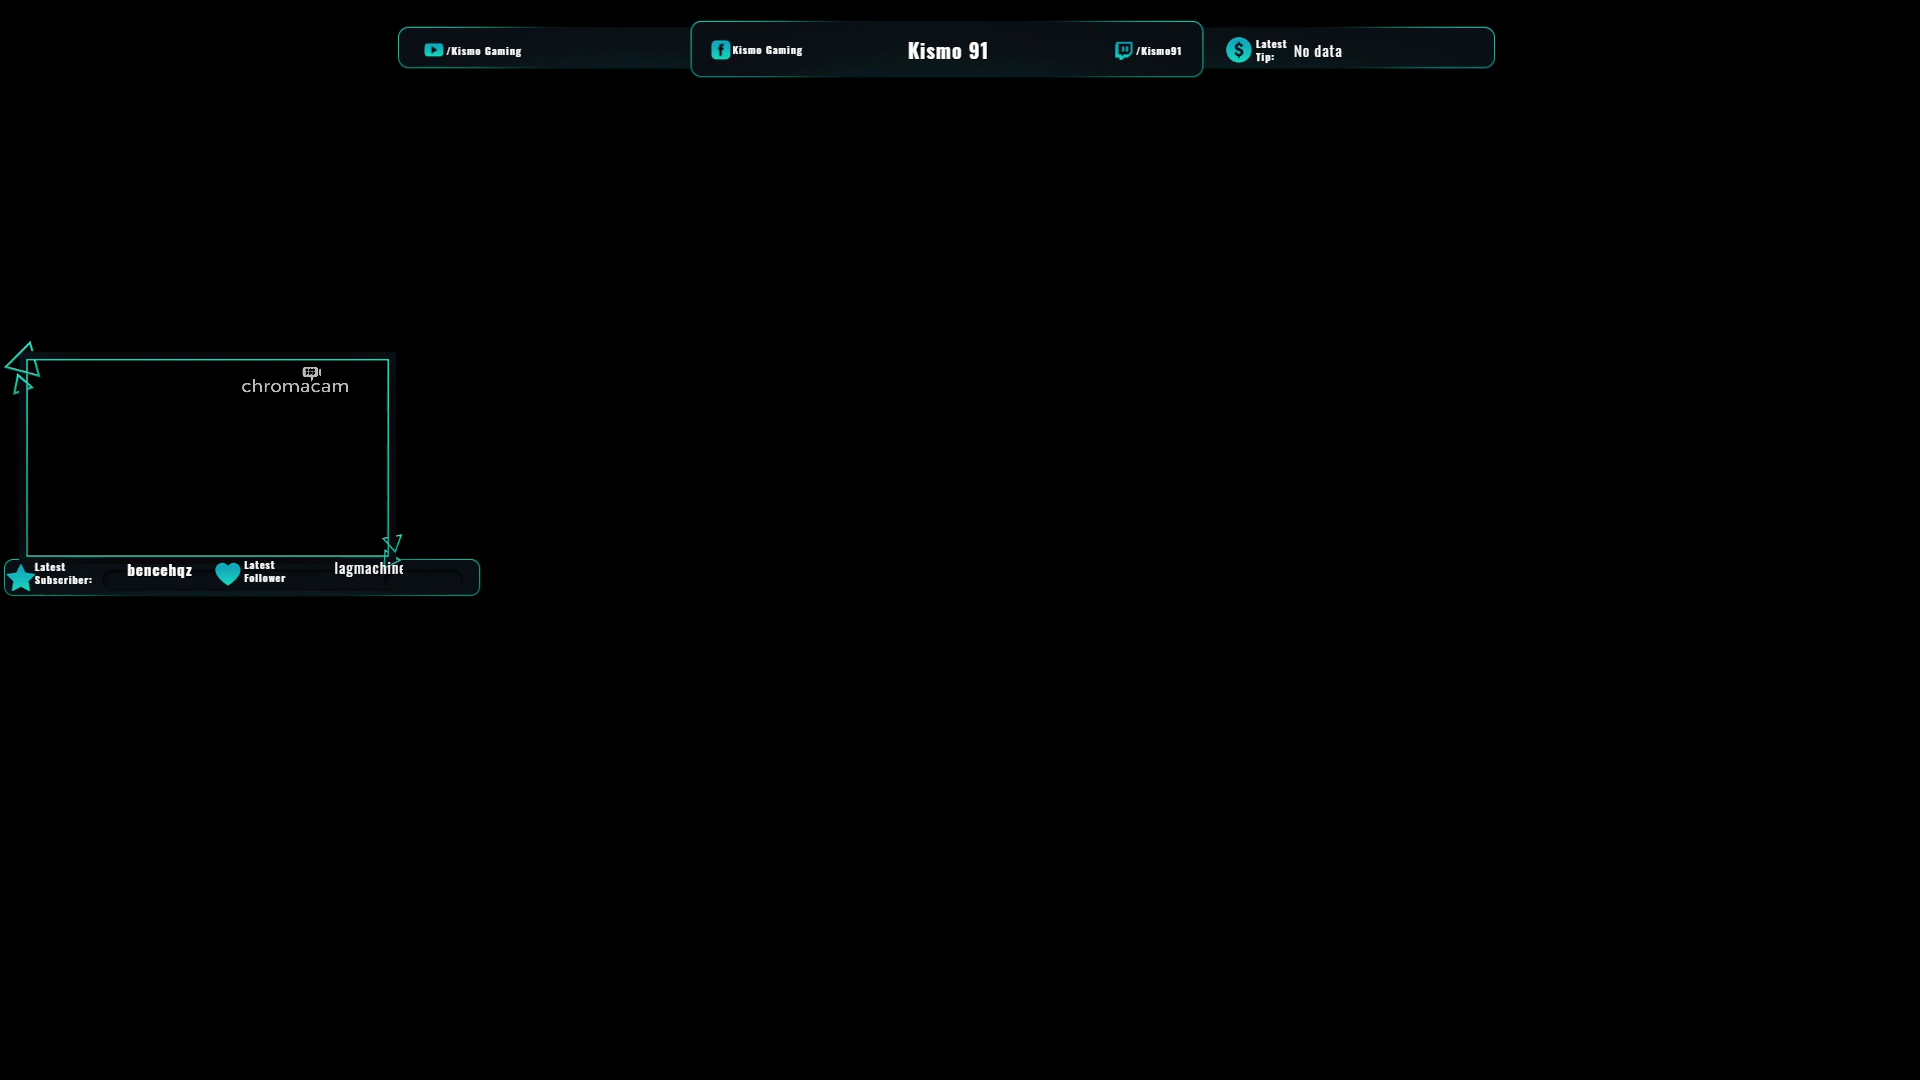 /Kismo Gaming
Kismo Gaming
Kismo 91
/Kismo91
Latest
Tip:
No data
chromacam
Latest
Subscriber:
bencehqz
Latest
Follower
lagmachine